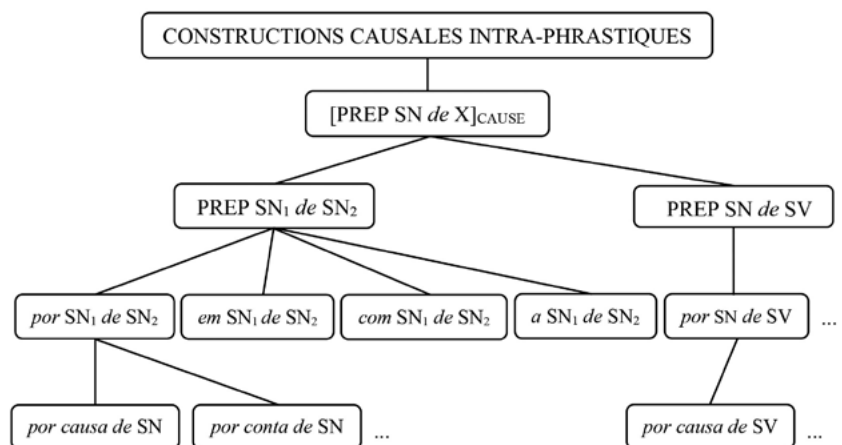 CONSTRUCTIONS CAUSALES INTRA-PHRASTIQUES
[PREP SN de X]CAUSE
PREP SN₁ de SN₂
PREP SN de SV
por SN₁ de SN₂
em SN₁ de SN₂
com SN₁ de SN₂
a SN₁ de SN₂
por SN de SV
...
por causa de SN
por conta de SN
...
por causa de SV
...